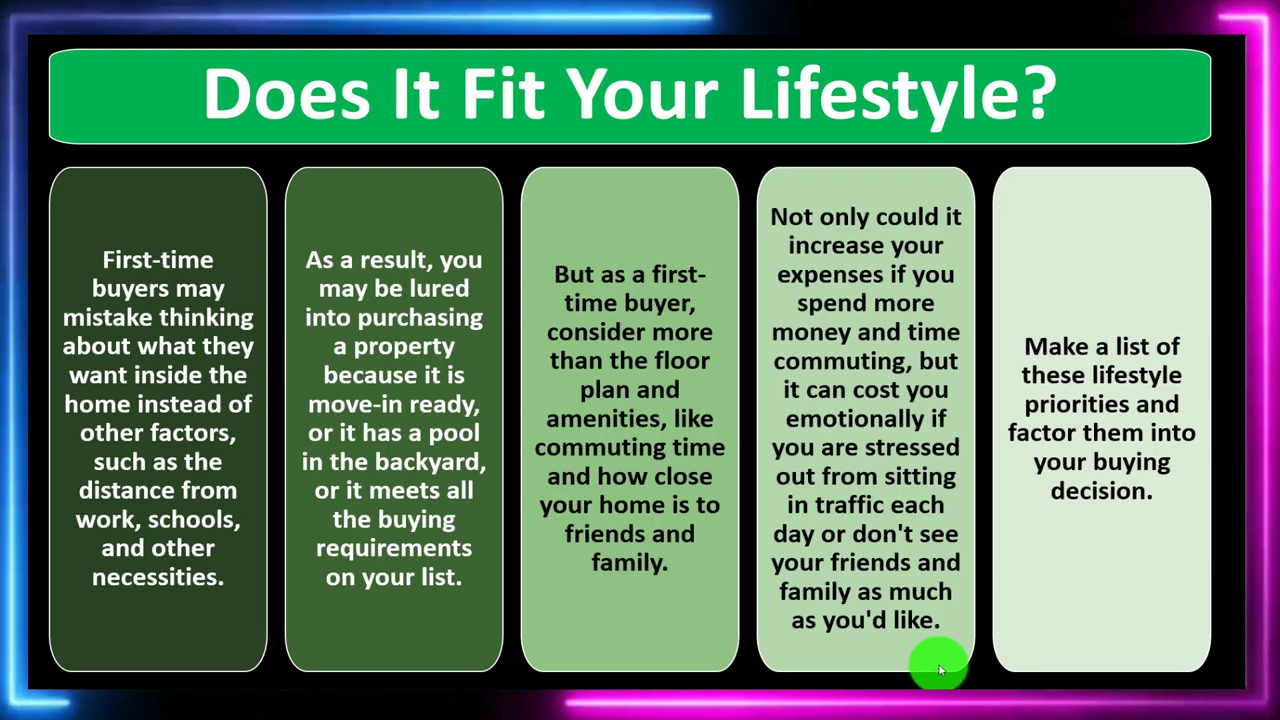 Does It Fit Your Lifestyle?
First-time
buyers may
mistake thinking
about what they
want inside the
home instead of
other factors,
such as the
distance from
work, schools,
and other
necessities.
As a result, you
may be lured
into purchasing
a property
because it is
move-in ready,
or it has a pool
in the backyard,
or it meets all
the buying
requirements
on your list.
But as a first-
time buyer,
consider more
than the floor
plan and
amenities, like
commuting time
and how close
your home is to
friends and
family.
Not only could it
increase your
expenses if you
spend more
money and time
commuting, but
it can cost you
emotionally if
you are stressed
out from sitting
in traffic each
day or don't see
your friends and
family as much
as you'd like.
Make a list of
these lifestyle
priorities and
factor them into
your buying
decision.